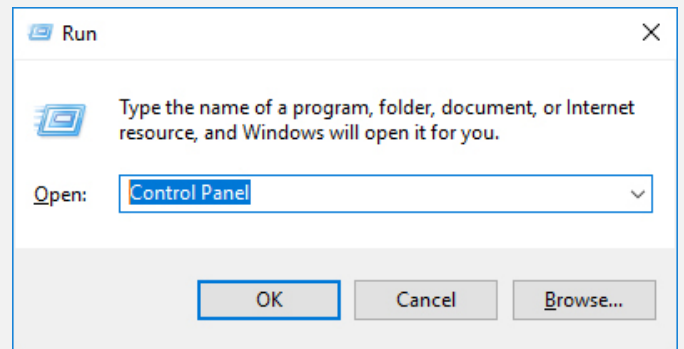 Run
Type the name of a program, folder, document, or Internet
resource, and Windows will open it for you.
Open: Control Panel
OK Cancel Browse...